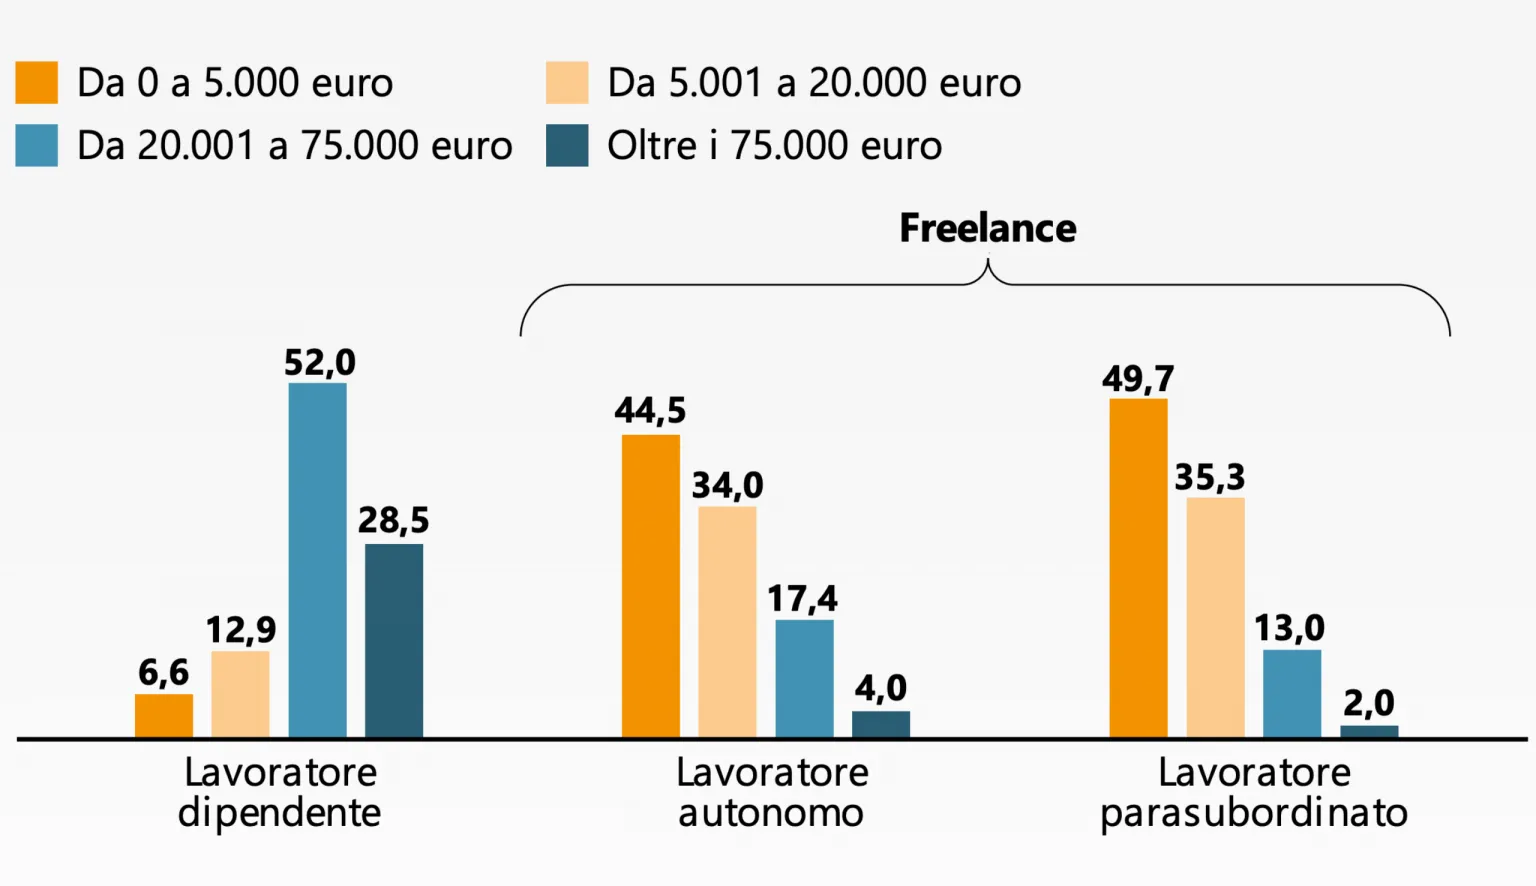 Da 0 a 5.000 euro
Da 5.001 a 20.000 euro
Da 20.001 a 75.000 euro
Oltre i 75.000 euro
Freelance
6,6
12,9
52,0
28,5
44,5
34,0
17,4
4,0
49,7
35,3
13,0
2,0
Lavoratore
dipendente
Lavoratore
autonomo
Lavoratore
parasubordinato